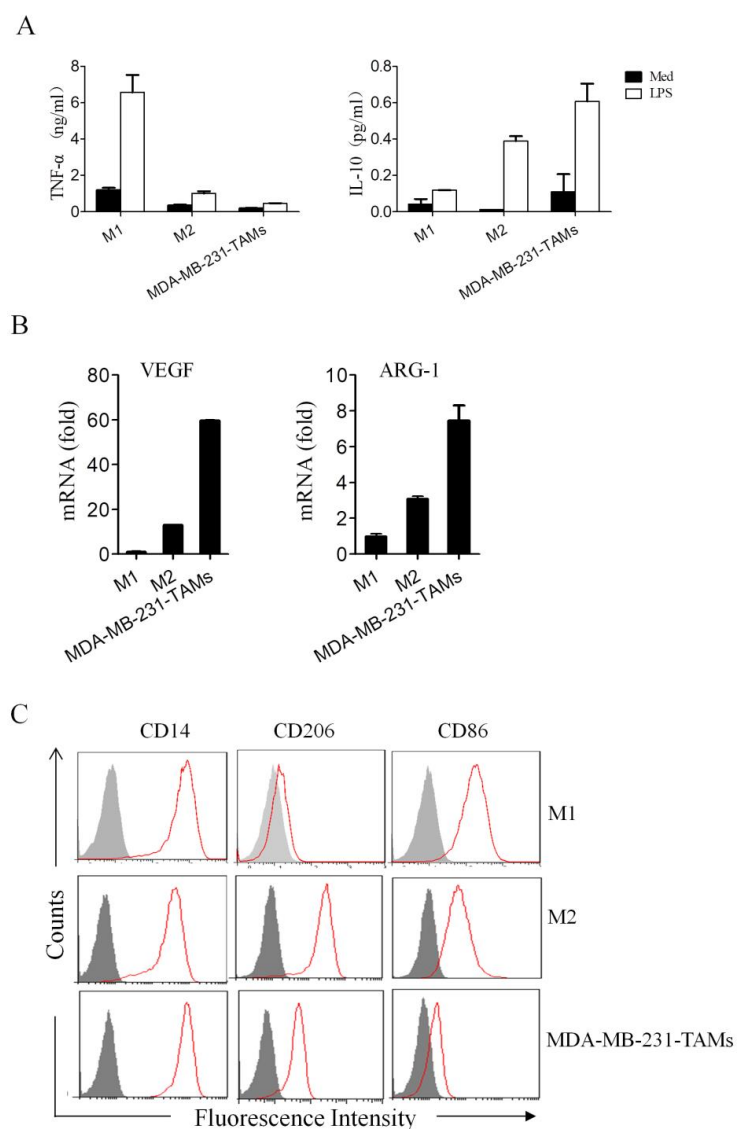 A
TNF-α (ng/ml)
8
6
4
2
0
M1
M2
MDA-MB-231-TAMs
IL-10 (pg/ml)
0.8
0.6
0.4
0.2
0.0
M1
M2
MDA-MB-231-TAMs
Med
LPS
B
VEGF
mRNA (fold)
80
60
40
20
0
M1
M2
MDA-MB-231-TAMs
ARG-1
mRNA (fold)
10
8
6
4
2
0
M1
M2
MDA-MB-231-TAMs
C
CD14 CD206 CD86
M1
M2
MDA-MB-231-TAMs
Counts
Fluorescence Intensity